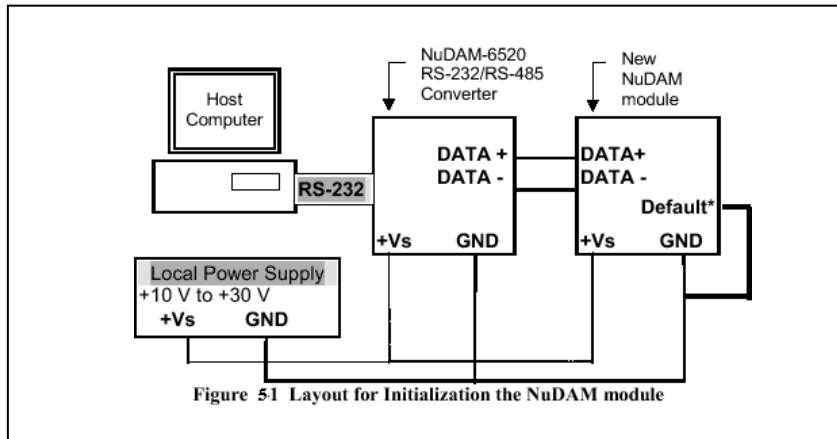 NuDAM-6520
RS-232/RS-485
Converter
New
NuDAM
module
Host
Computer
DATA +
DATA -
DATA+
DATA -
RS-232
Default*
+Vs GND
+Vs GND
Local Power Supply
+10 V to +30 V
+Vs GND
Figure 5.1 Layout for Initialization the NuDAM module